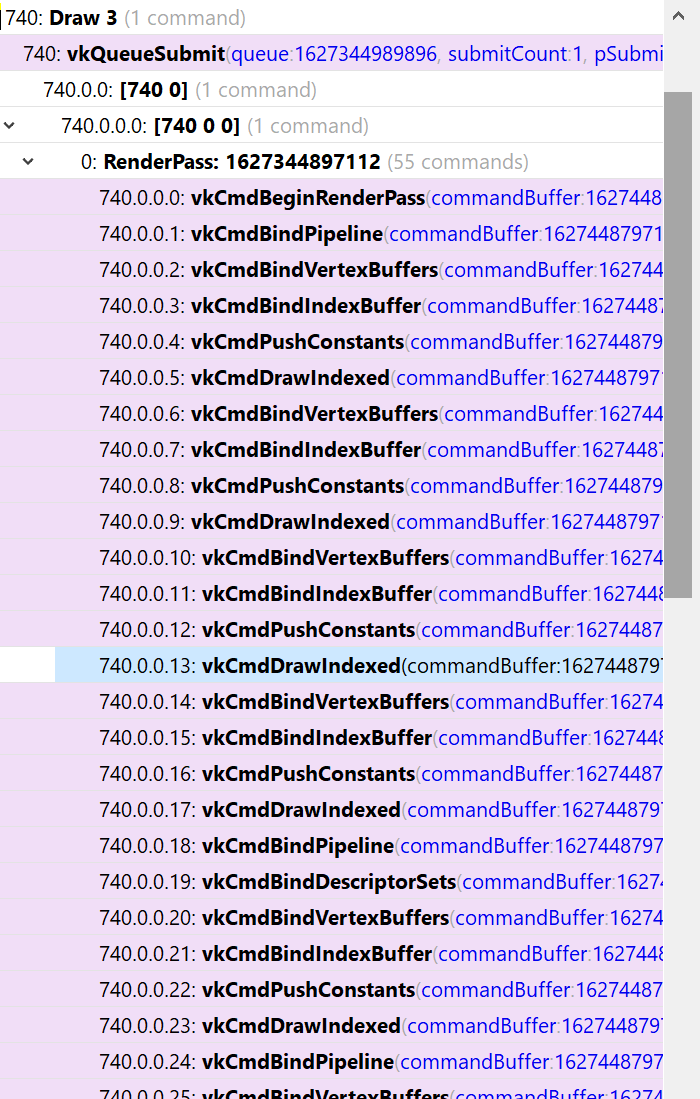 740: Draw 3 (1 command)
740: vkQueueSubmit(queue:1627344989896, submitCount:1, pSubmi
740.0.0: [740 0] (1 command)
740.0.0.0: [740 0 0] (1 command)
0: RenderPass: 1627344897112 (55 commands)
740.0.0.0: vkCmdBeginRenderPass(commandBuffer:1627448
740.0.0.1: vkCmdBindPipeline(commandBuffer:16274487971
740.0.0.2: vkCmdBindVertexBuffers(commandBuffer:162744
740.0.0.3: vkCmdBindIndexBuffer(commandBuffer:16274487
740.0.0.4: vkCmdPushConstants(commandBuffer:162744879
740.0.0.5: vkCmdDrawIndexed(commandBuffer:16274487971
740.0.0.6: vkCmdBindVertexBuffers(commandBuffer:162744
740.0.0.7: vkCmdBindIndexBuffer(commandBuffer:16274487
740.0.0.8: vkCmdPushConstants(commandBuffer:162744879
740.0.0.9: vkCmdDrawIndexed(commandBuffer:16274487971
740.0.0.10: vkCmdBindVertexBuffers(commandBuffer:16274
740.0.0.11: vkCmdBindIndexBuffer(commandBuffer:1627448
740.0.0.12: vkCmdPushConstants(commandBuffer:16274487
740.0.0.13: vkCmdDrawIndexed(commandBuffer:1627448797
740.0.0.14: vkCmdBindVertexBuffers(commandBuffer:16274
740.0.0.15: vkCmdBindIndexBuffer(commandBuffer:1627448
740.0.0.16: vkCmdPushConstants(commandBuffer:16274487
740.0.0.17: vkCmdDrawIndexed(commandBuffer:1627448797
740.0.0.18: vkCmdBindPipeline(commandBuffer:1627448797
740.0.0.19: vkCmdBindDescriptorSets(commandBuffer:16274
740.0.0.20: vkCmdBindVertexBuffers(commandBuffer:16274
740.0.0.21: vkCmdBindIndexBuffer(commandBuffer:1627448
740.0.0.22: vkCmdPushConstants(commandBuffer:16274487
740.0.0.23: vkCmdDrawIndexed(commandBuffer:1627448797
740.0.0.24: vkCmdBindPipeline(commandBuffer:1627448797
740.0.0.25: vkCmdBindVertexBuffers(commandBuffer:16274